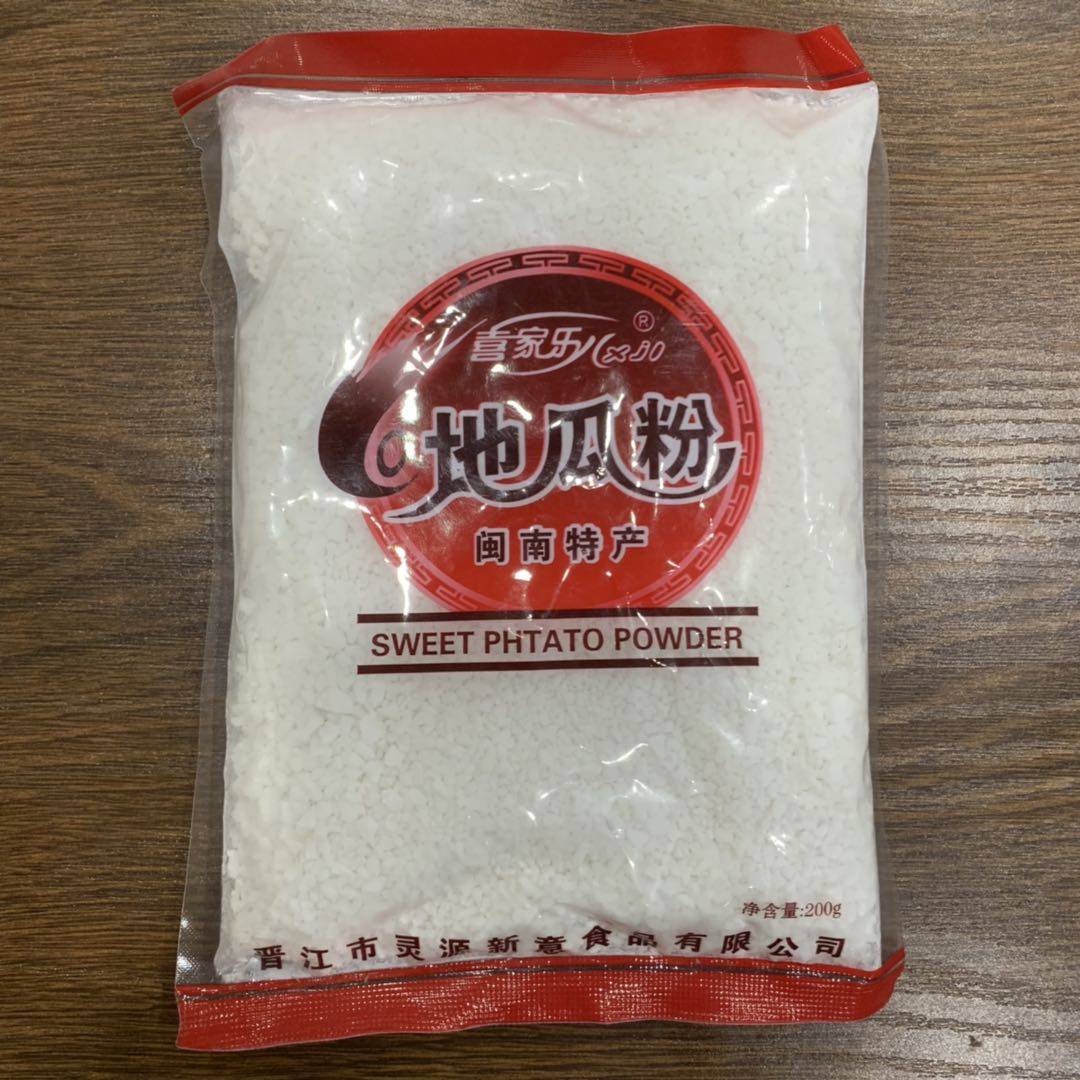 喜家乐 xjl ®
地瓜粉
闽南特产
SWEET PHTATO POWDER
净含量:200g
晋江市灵源新意食品有限公司